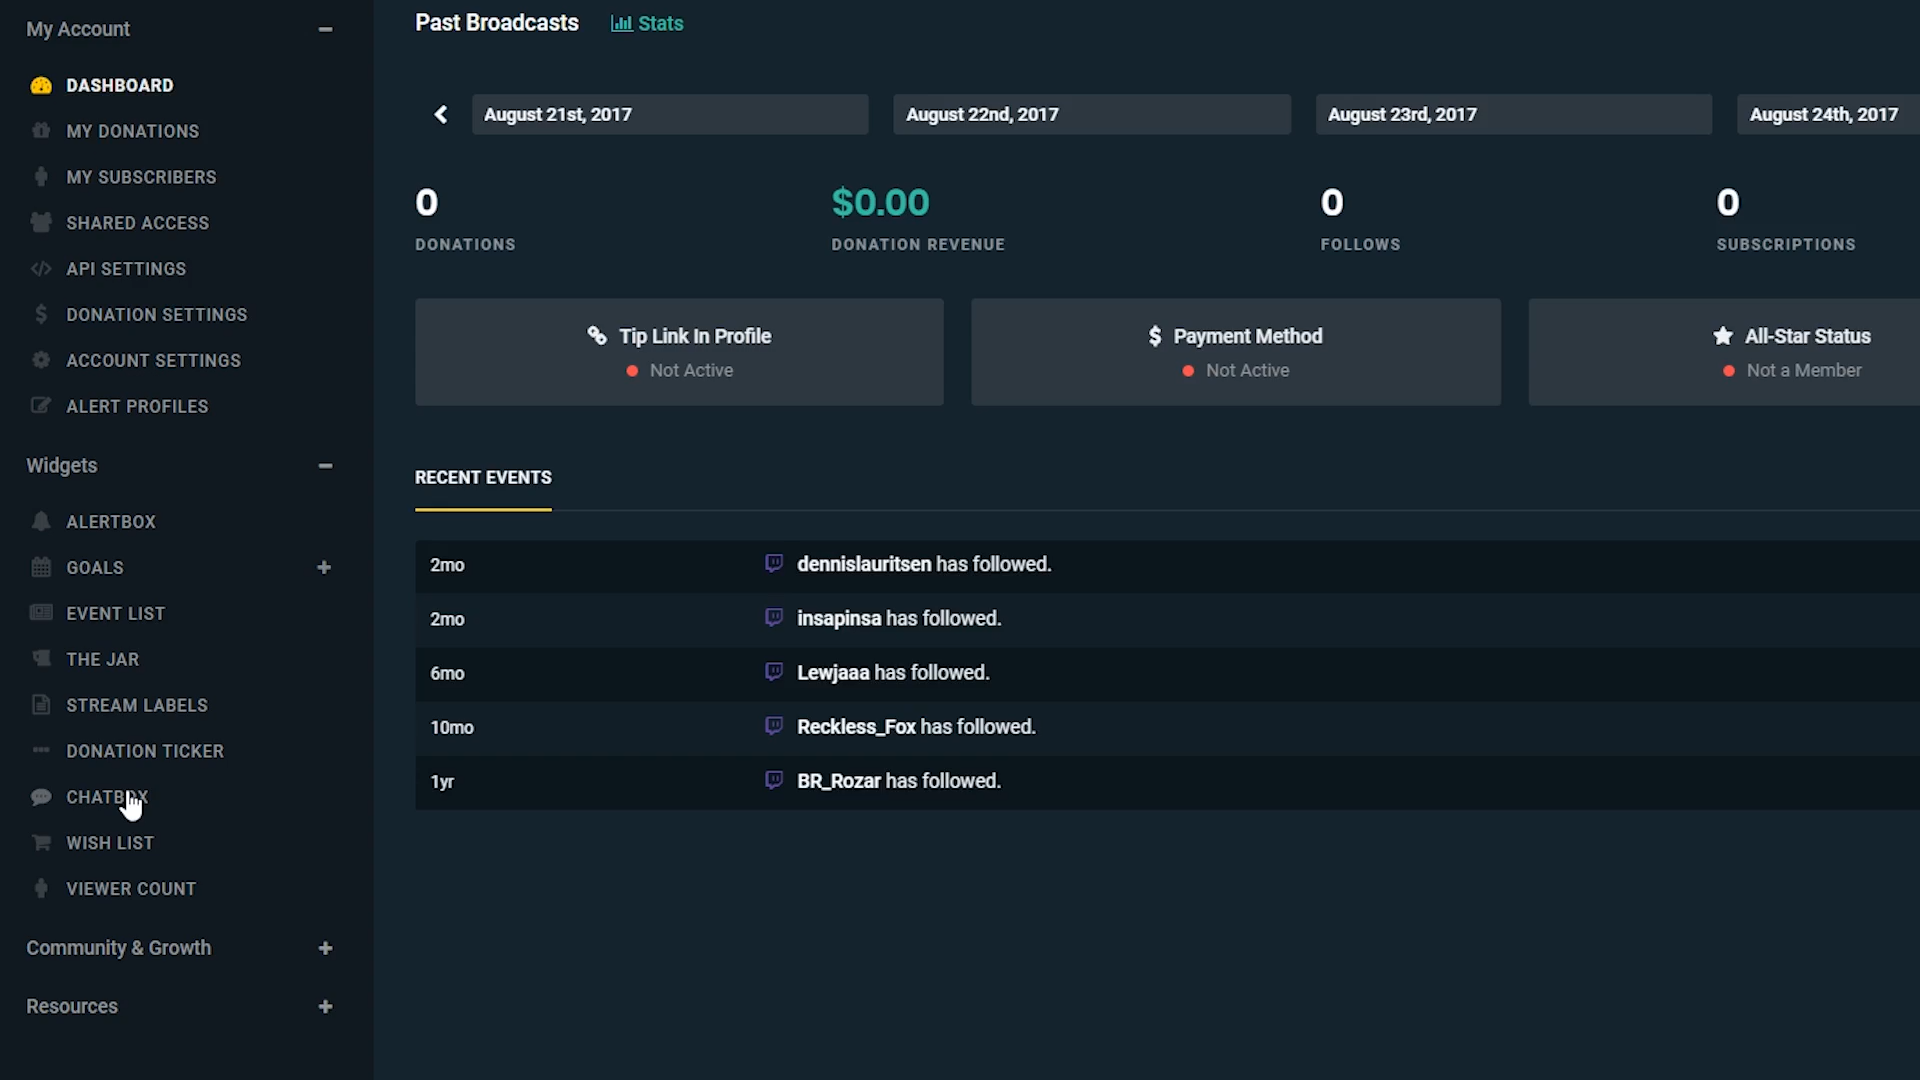 My Account
DASHBOARD
MY DONATIONS
MY SUBSCRIBERS
SHARED ACCESS
API SETTINGS
DONATION SETTINGS
ACCOUNT SETTINGS
ALERT PROFILES
Widgets
ALERTBOX
GOALS
EVENT LIST
THE JAR
STREAM LABELS
DONATION TICKER
CHATBOX
WISH LIST
VIEWER COUNT
Community & Growth
Resources
Past Broadcasts Stats
August 21st, 2017 August 22nd, 2017 August 23rd, 2017 August 24th, 2017
0 $0.00 0 0
DONATIONS DONATION REVENUE FOLLOWS SUBSCRIPTIONS
Tip Link In Profile Payment Method All-Star Status
Not Active Not Active Not a Member
RECENT EVENTS
2mo dennislauritsen has followed.
2mo insapinsa has followed.
6mo Lewjaaa has followed.
10mo Reckless_Fox has followed.
1yr BR_Rozar has followed.